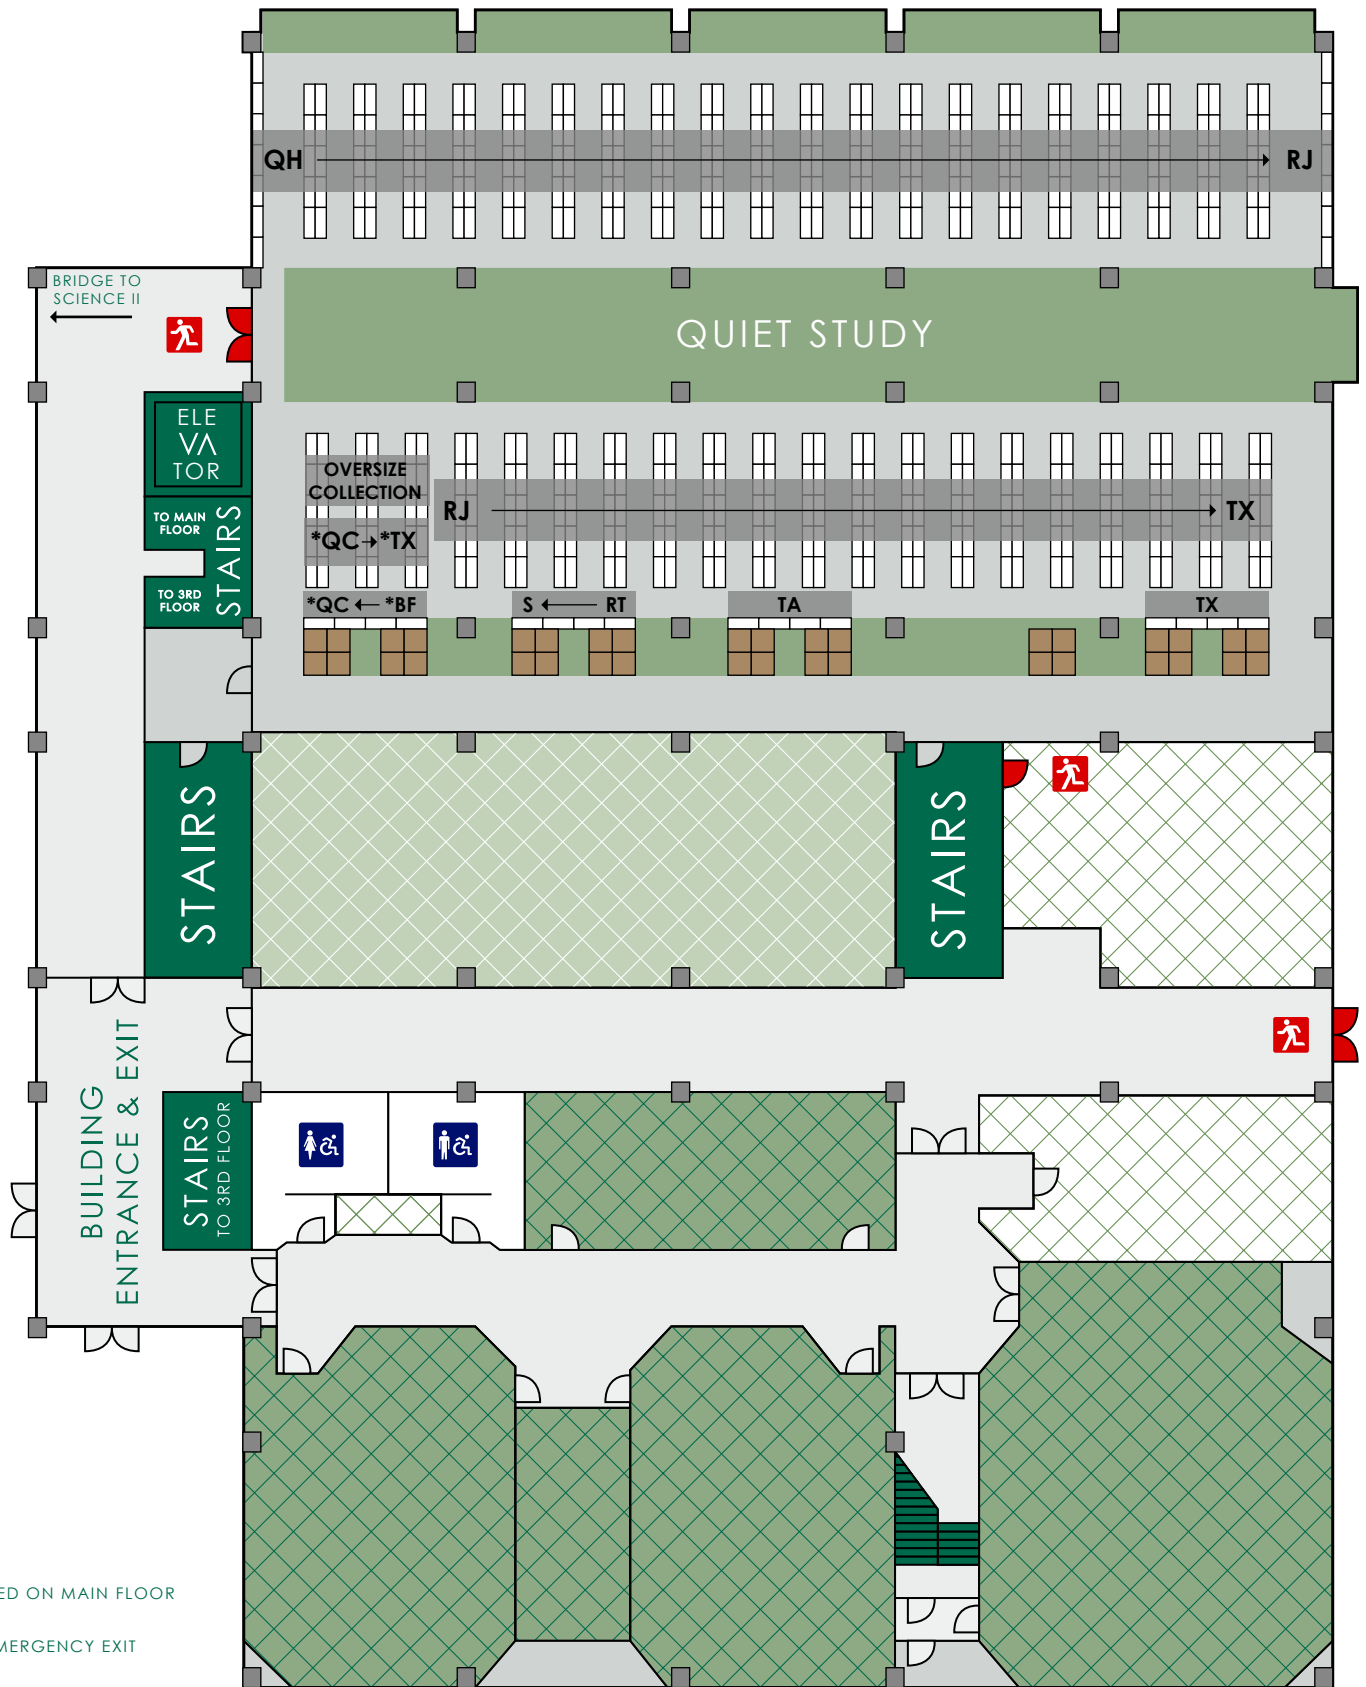 QH RJ
BRIDGE TO
SCIENCE II
QUIET STUDY
ELE
VA
TOR
OVERSIZE
COLLECTION
*QC *TX
RJ TX
TO MAIN
FLOOR
STAIRS
TO 3RD
FLOOR
*QC *BF
S RT
TA
TX
STAIRS
STAIRS
BUILDING
ENTRANCE & EXIT
STAIRS
TO 3RD FLOOR
ED ON MAIN FLOOR
MERGENCY EXIT